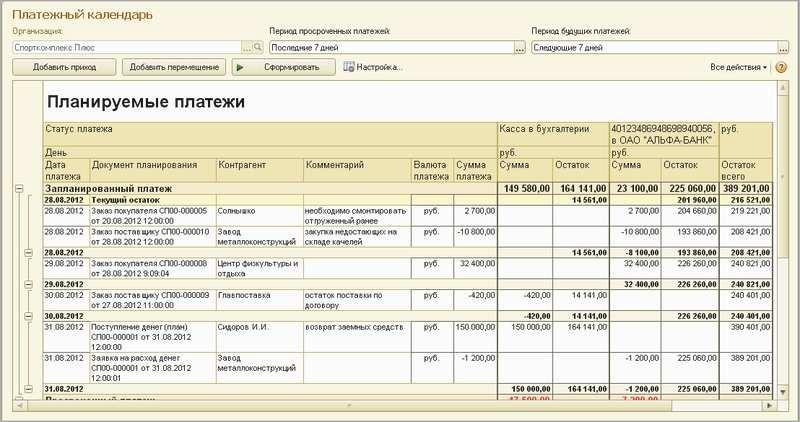 Платежный календарь
Организация: Период просроченных платежей: Период будущих платежей:
Спорткомплекс Плюс ... Последние 7 дней ... Следующие 7 дней ...
Добавить приход Добавить перемещение Сформировать Настройка... Все действия ?
Планируемые платежи
Статус платежа Касса в бухгалтерии 40123486948698940056, руб.
в ОАО "АЛЬФА-БАНК"
День руб. руб.
Дата Документ планирования Контрагент Комментарий Валюта Сумма Сумма Остаток Сумма Остаток Остаток
платежа платежа платежа всего
Запланированный платеж 149 580,00 164 141,00 23 100,00 225 060,00 389 201,00
28.08.2012 Текущий остаток 14 561,00 201 960,00 216 521,00
28.08.2012 Заказ покупателя СП00-000005 Солнышко необходимо смонтировать руб. 2 700,00 2 700,00 204 660,00 219 221,00
от 20.08.2012 12:00:00 отгруженный ранее
28.08.2012 Заказ поставщику СП00-000010 Завод закупка недостающих на руб. -10 800,00 -10 800,00 193 860,00 208 421,00
от 28.08.2012 12:00:00 металлоконструкций складе качелей
28.08.2012 14 561,00 -8 100,00 193 860,00 208 421,00
29.08.2012 Заказ покупателя СП00-000008 Центр физкультуры и руб. 32 400,00 32 400,00 226 260,00 240 821,00
от 28.08.2012 9:09:04 отдыха
29.08.2012 32 400,00 226 260,00 240 821,00
30.08.2012 Заказ поставщику СП00-000009 Главпоставка остаток поставки по руб. -420,00 -420,00 14 141,00 240 401,00
от 27.08.2012 11:00:00 договору
30.08.2012 -420,00 14 141,00 226 260,00 240 401,00
31.08.2012 Поступление денег (план) Сидоров И.И. возврат заемных средств руб. 150 000,00 150 000,00 164 141,00 390 401,00
СП00-000001 от 31.08.2012
12:00:00
31.08.2012 Заявка на расход денег Завод руб. -1 200,00 -1 200,00 225 060,00 389 201,00
СП00-000001 от 31.08.2012 металлоконструкций
12:00:01
31.08.2012 150 000,00 164 141,00 -1 200,00 225 060,00 389 201,00